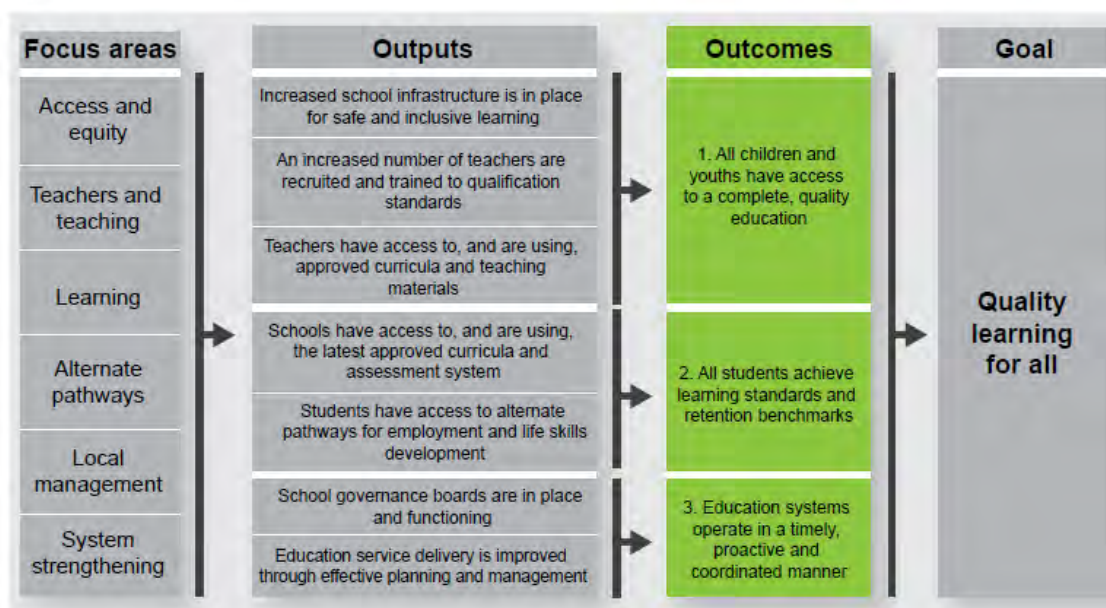 Focus areas
Access and
equity
Teachers and
teaching
Learning
Alternate
pathways
Local
management
System
strengthening
Outputs
Increased school infrastructure is in place
for safe and inclusive learning
An increased number of teachers are
recruited and trained to qualification
standards
Teachers have access to, and are using,
approved curricula and teaching
materials
Schools have access to, and are using,
the latest approved curricula and
assessment system
Students have access to alternate
pathways for employment and life skills
development
School governance boards are in place
and functioning
Education service delivery is improved
through effective planning and management
Outcomes
1. All children and
youths have access
to a complete, quality
education
2. All students achieve
learning standards and
retention benchmarks
3. Education systems
operate in a timely,
proactive and
coordinated manner
Goal
Quality
learning
for all